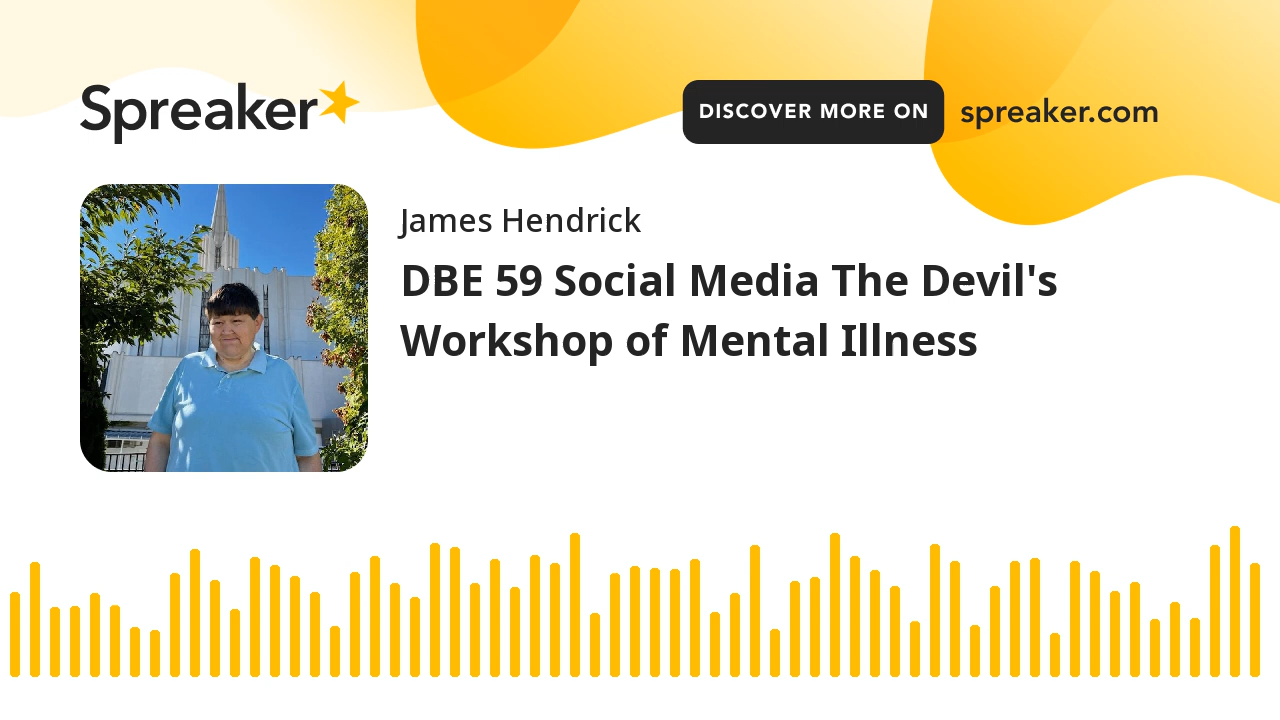 Spreaker
DISCOVER MORE ON
spreaker.com
James Hendrick
DBE 59 Social Media The Devil's
Workshop of Mental Illness